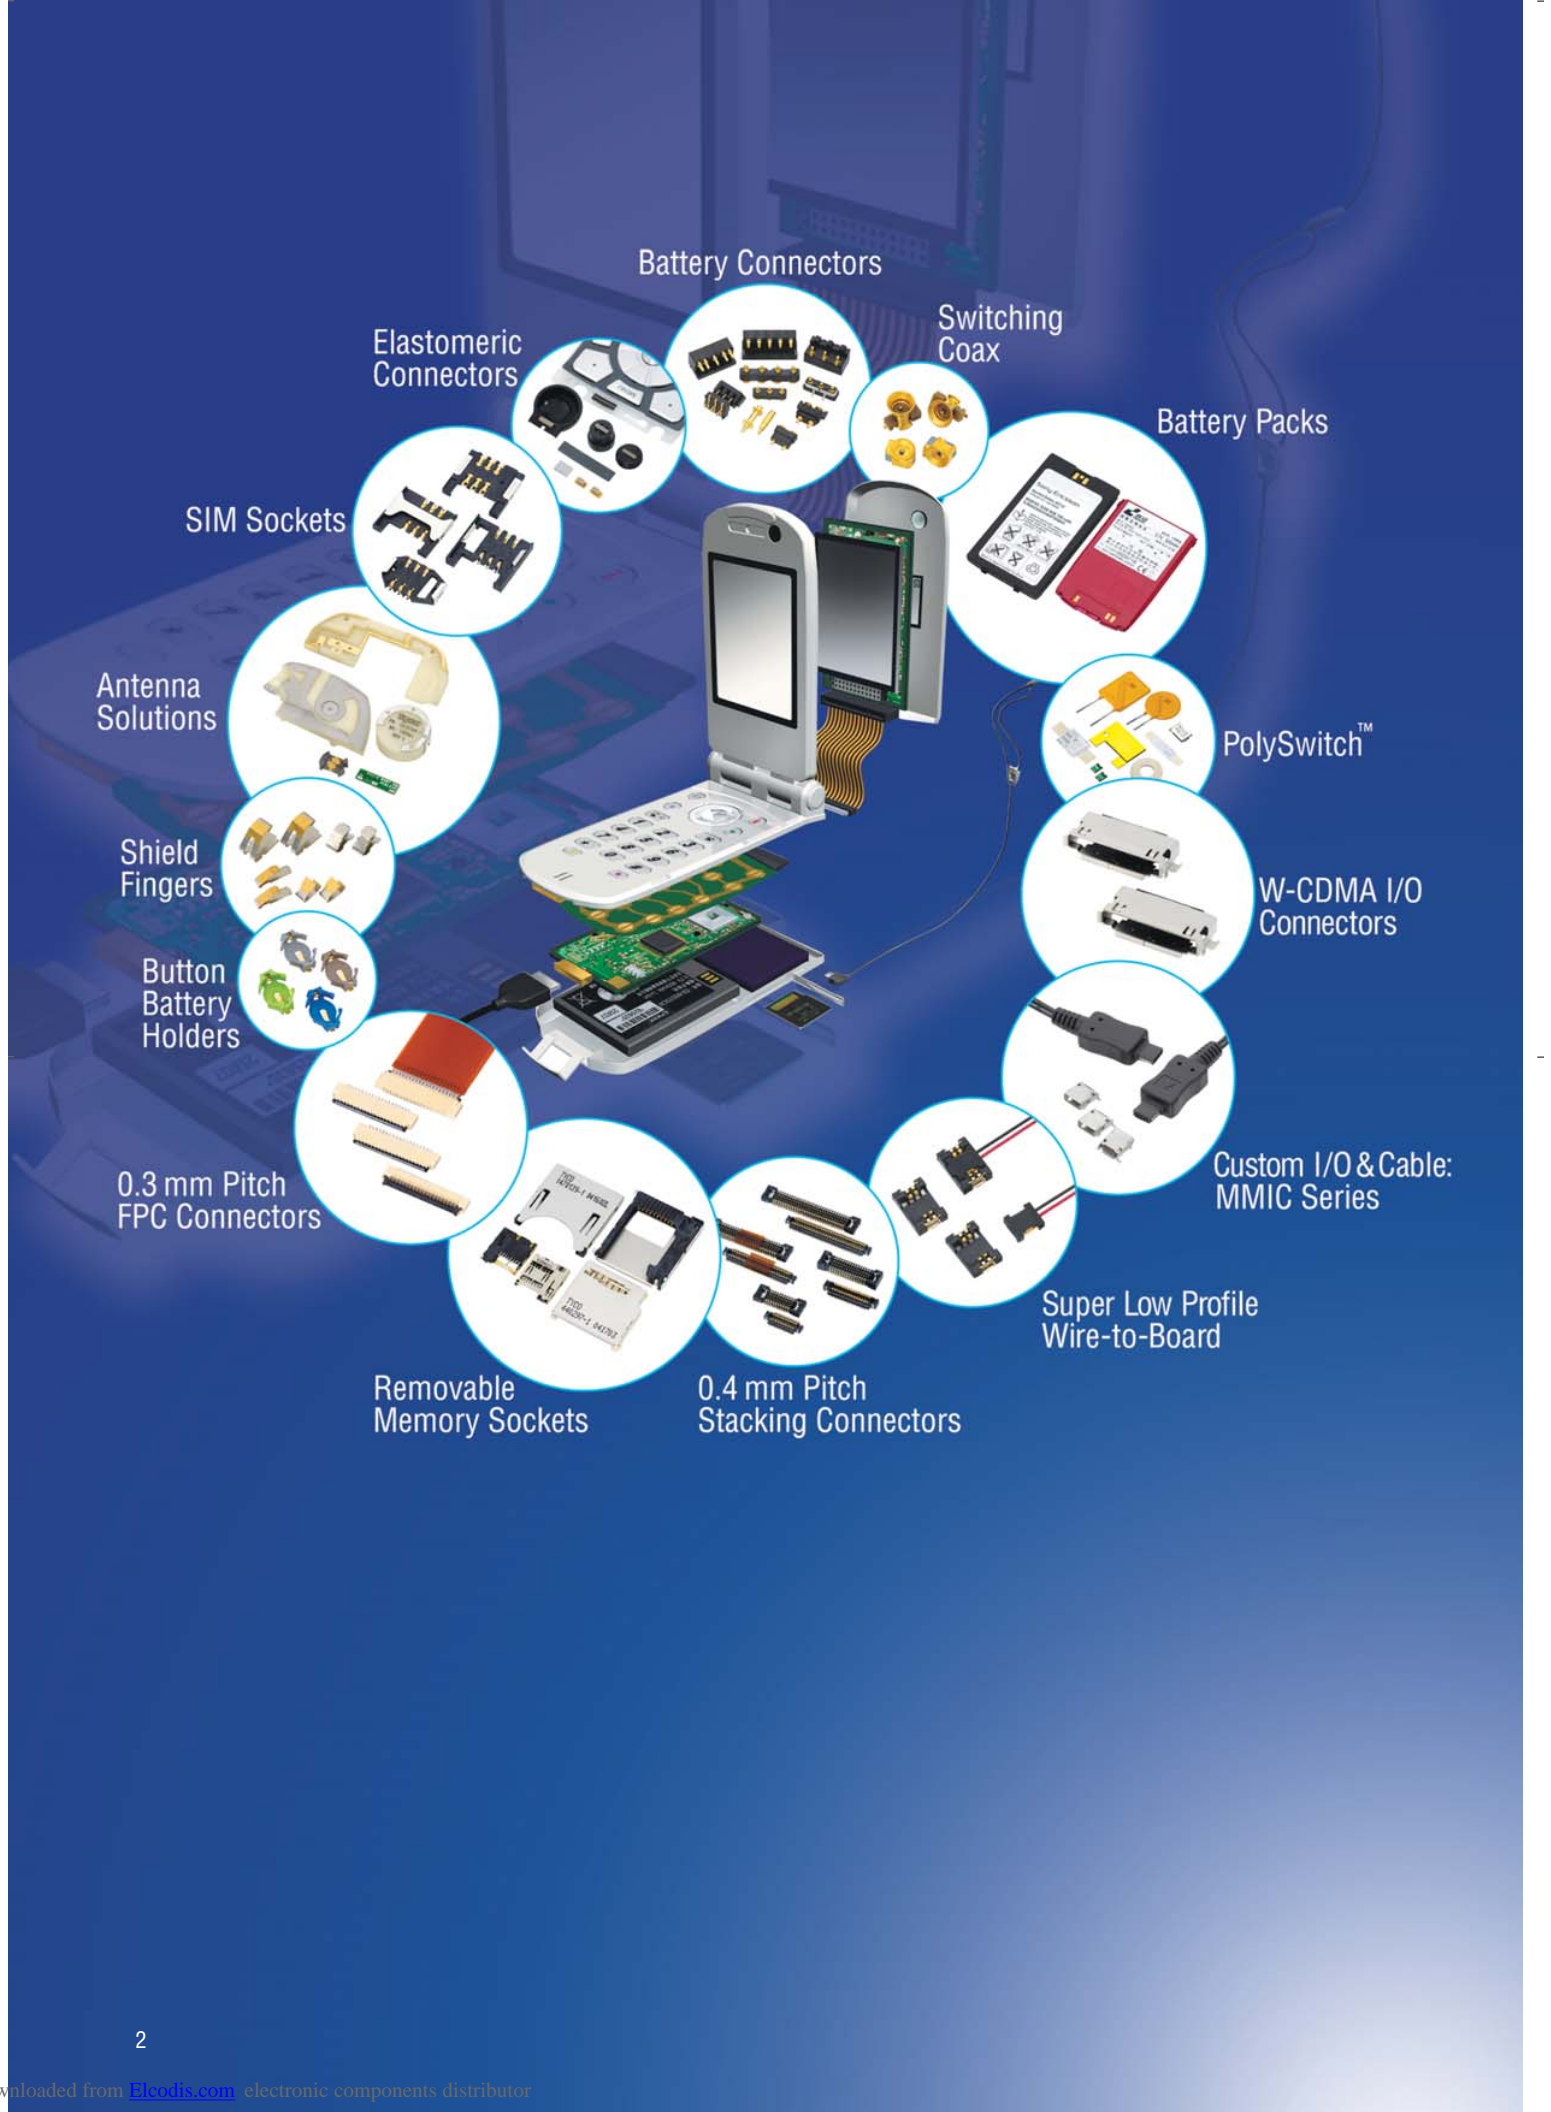 Battery Connectors
Switching
Coax
Elastomeric
Connectors
Battery Packs
SIM Sockets
Antenna
Solutions
PolySwitch™
Shield
Fingers
W-CDMA I/O
Connectors
Button
Battery
Holders
Custom I/O & Cable:
MMIC Series
0.3 mm Pitch
FPC Connectors
TYCO
TYCO
Super Low Profile
Wire-to-Board
Removable
Memory Sockets
0.4 mm Pitch
Stacking Connectors
2
wnloaded from Elcodis.com electronic components distributor